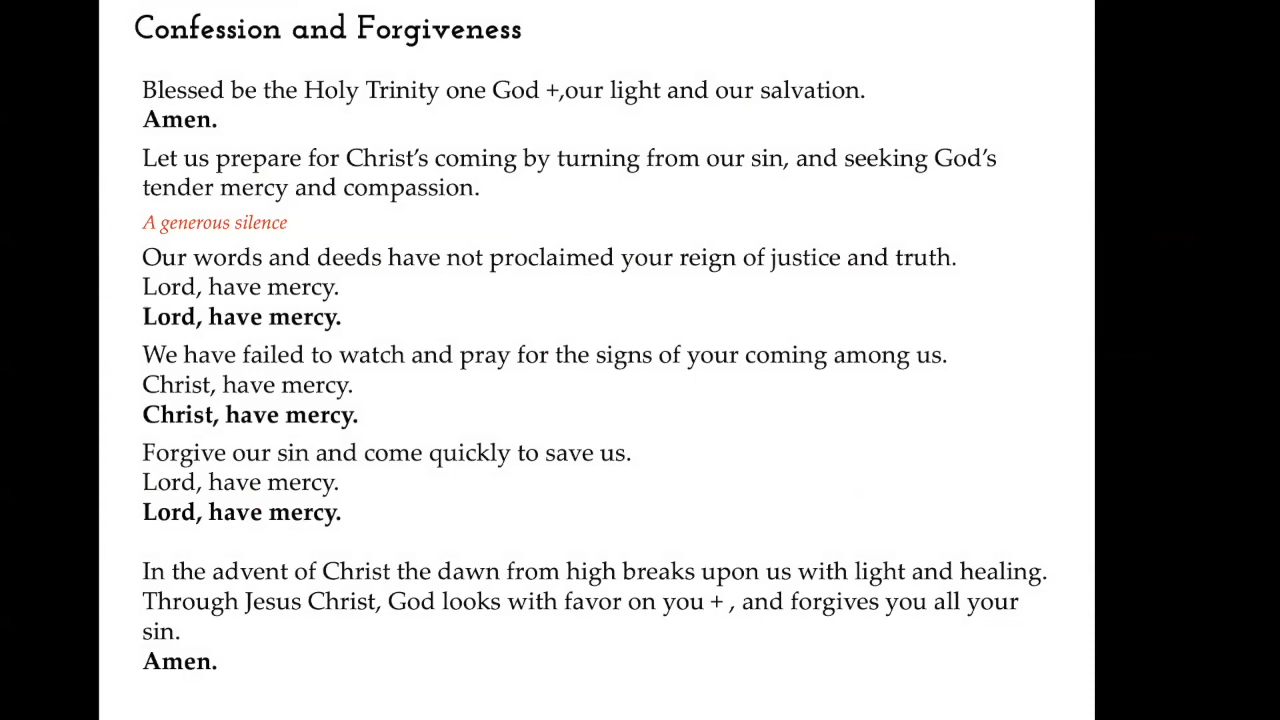 Confession and Forgiveness
Blessed be the Holy Trinity one God +,our light and our salvation.
Amen.
Let us prepare for Christ's coming by turning from our sin, and seeking God's
tender mercy and compassion.
A generous silence
Our words and deeds have not proclaimed your reign of justice and truth.
Lord, have mercy.
Lord, have mercy.
We have failed to watch and pray for the signs of your coming among us.
Christ, have mercy.
Christ, have mercy.
Forgive our sin and come quickly to save us.
Lord, have mercy.
Lord, have mercy.
In the advent of Christ the dawn from high breaks upon us with light and healing.
Through Jesus Christ, God looks with favor on you + , and forgives you all your
sin.
Amen.